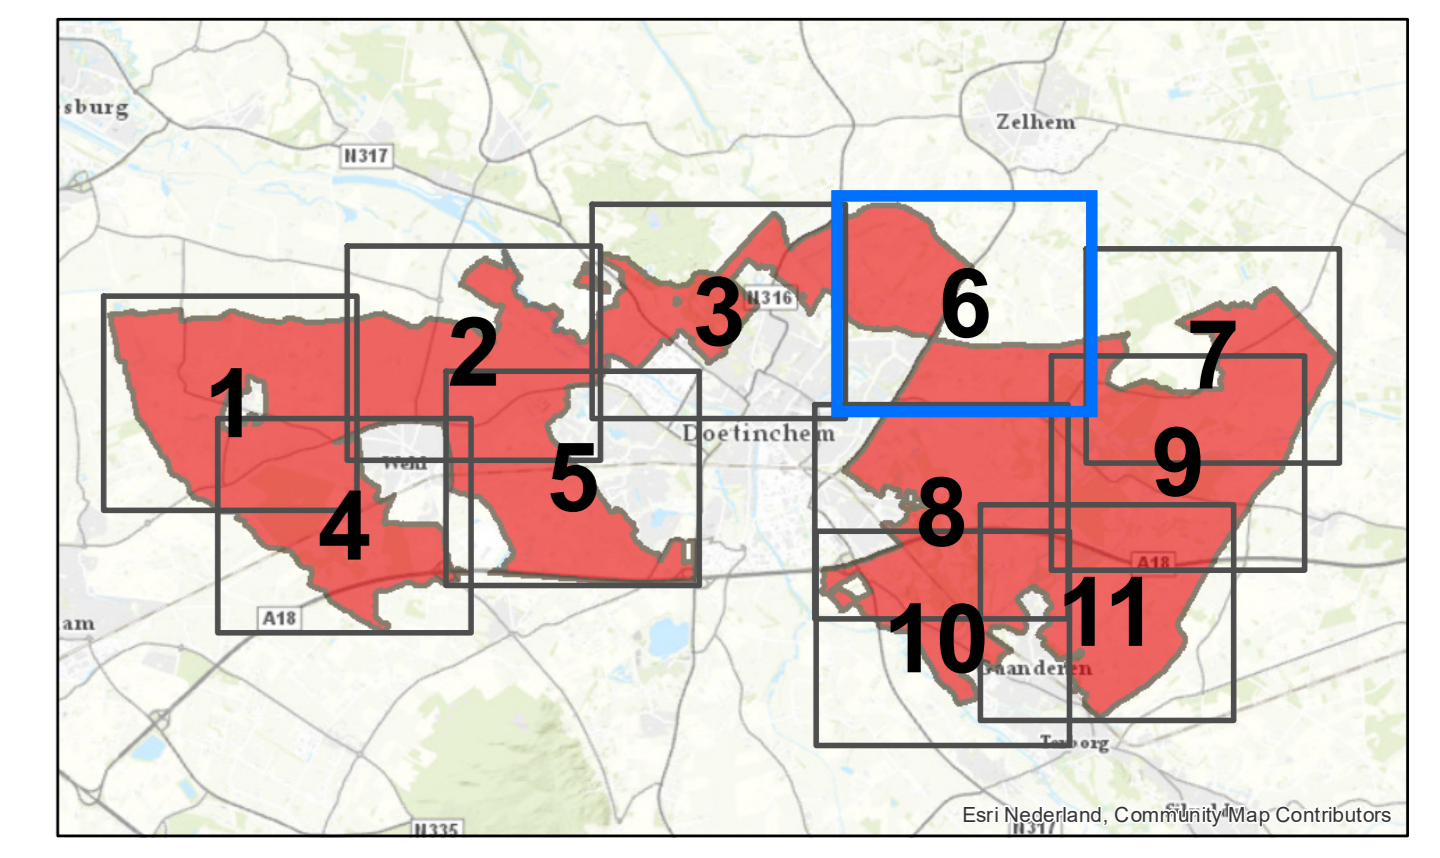 sburg
Zelhem
N317
6
3
N316
7
2
1
Doetinchem
9
Wehl
5
8
4
A18
11
A18
10
am
Gaanderen
Terborg
Esri Nederland, Community Map Contributors
N335
N317